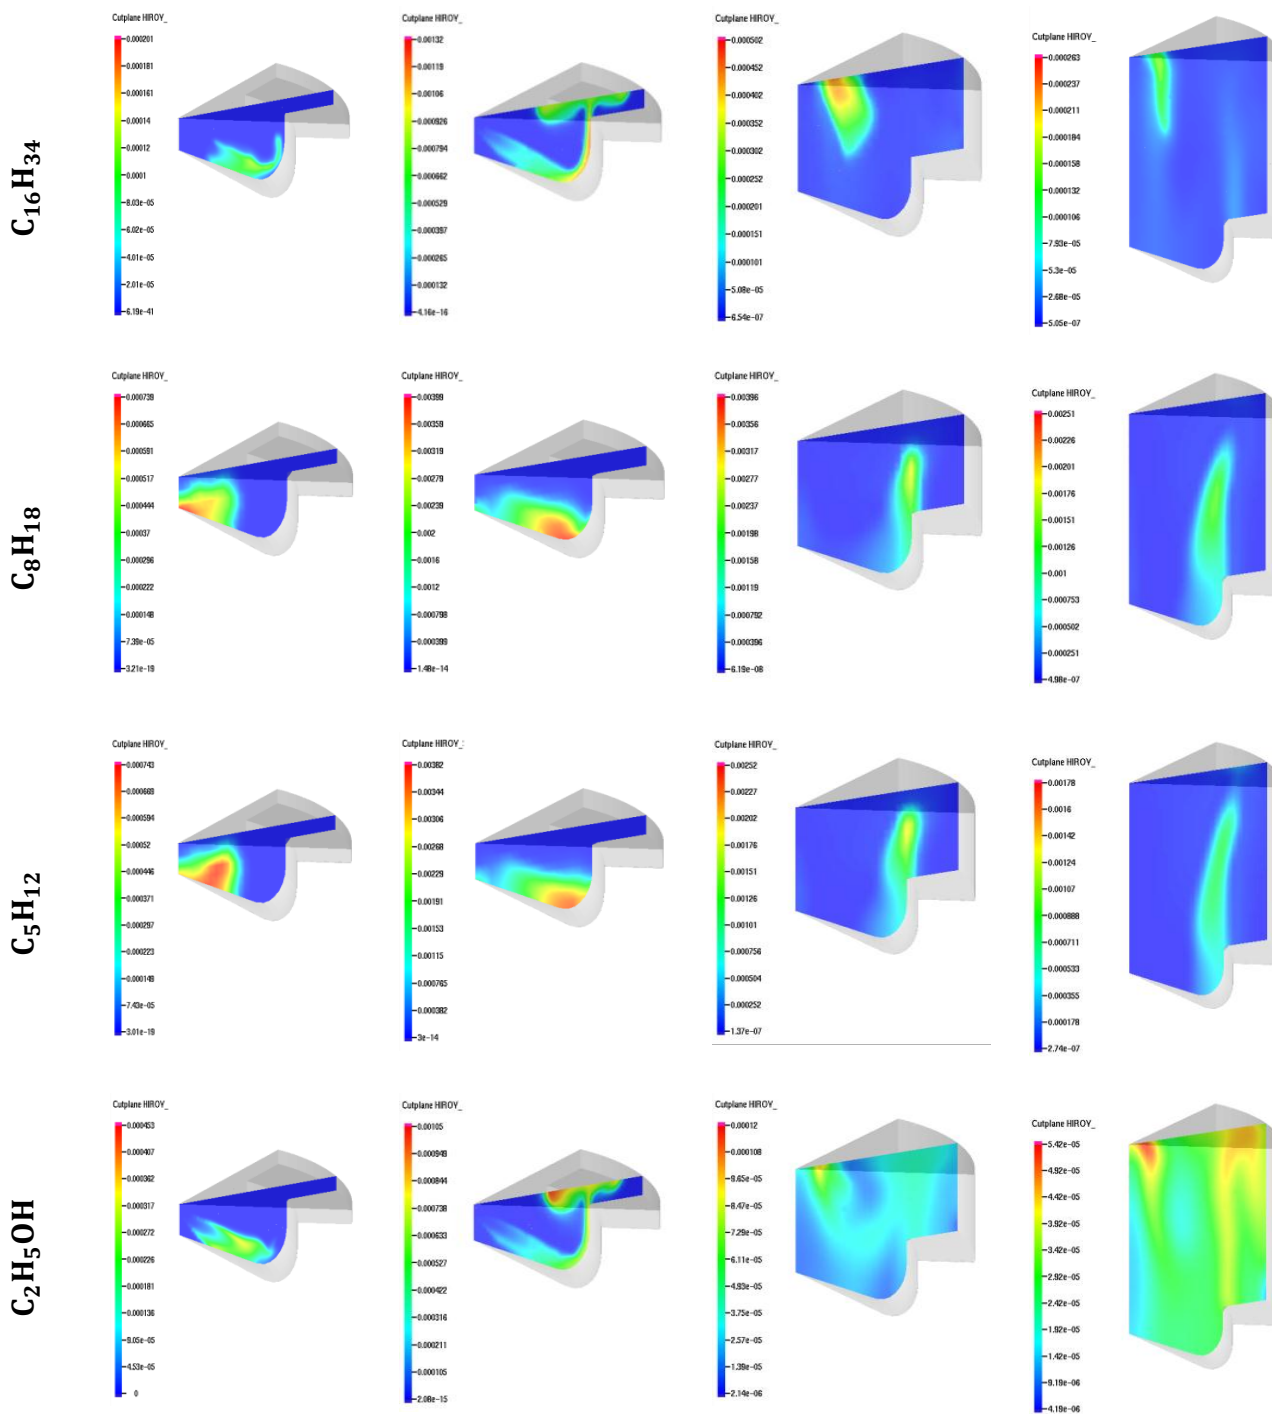 C16H34
Cutplane HIROY_
0.000201
0.000181
0.000161
0.00014
0.00012
0.0001
8.03e-05
6.02e-05
4.01e-05
2.01e-05
6.19e-41
Cutplane HIROY_
0.00132
0.00119
0.00106
0.000926
0.000794
0.000662
0.000529
0.000397
0.000265
0.000132
4.16e-16
Cutplane HIROY_
0.000502
0.000452
0.000402
0.000352
0.000302
0.000252
0.000201
0.000151
0.000101
5.08e-05
6.54e-07
Cutplane HIROY_
0.000263
0.000237
0.000211
0.000184
0.000158
0.000132
0.000106
7.93e-05
5.3e-05
2.68e-05
5.05e-07
C8H18
Cutplane HIROY_
0.000739
0.000665
0.000591
0.000517
0.000444
0.00037
0.000296
0.000222
0.000148
7.39e-05
3.21e-19
Cutplane HIROY_
0.00399
0.00359
0.00319
0.00279
0.00239
0.002
0.0016
0.0012
0.000798
0.000399
1.48e-14
Cutplane HIROY_
0.00396
0.00356
0.00317
0.00277
0.00237
0.00198
0.00158
0.00119
0.000792
0.000396
6.19e-08
Cutplane HIROY_
0.00251
0.00226
0.00201
0.00176
0.00151
0.00126
0.001
0.000753
0.000502
0.000251
4.98e-07
C5H12
Cutplane HIROY_
0.000743
0.000669
0.000594
0.00052
0.000446
0.000371
0.000297
0.000223
0.000149
7.43e-05
3.01e-19
Cutplane HIROY_
0.00382
0.00344
0.00306
0.00268
0.00229
0.00191
0.00153
0.00115
0.000765
0.000382
3e-14
Cutplane HIROY_
0.00252
0.00227
0.00202
0.00176
0.00151
0.00126
0.00101
0.000756
0.000504
0.000252
1.37e-07
Cutplane HIROY_
0.00178
0.0016
0.00142
0.00124
0.00107
0.000888
0.000711
0.000533
0.000355
0.000178
2.74e-07
C2H5OH
Cutplane HIROY_
0.000453
0.000407
0.000362
0.000317
0.000272
0.000226
0.000181
0.000136
9.05e-05
4.53e-05
0
Cutplane HIROY_
0.00105
0.000949
0.000844
0.000738
0.000633
0.000527
0.000422
0.000316
0.000211
0.000105
2.08e-15
Cutplane HIROY_
0.00012
0.000108
9.65e-05
8.47e-05
7.29e-05
6.11e-05
4.93e-05
3.75e-05
2.57e-05
1.39e-05
2.14e-06
Cutplane HIROY_
5.42e-05
4.92e-05
4.42e-05
3.92e-05
3.42e-05
2.92e-05
2.42e-05
1.92e-05
1.42e-05
9.19e-06
4.19e-06